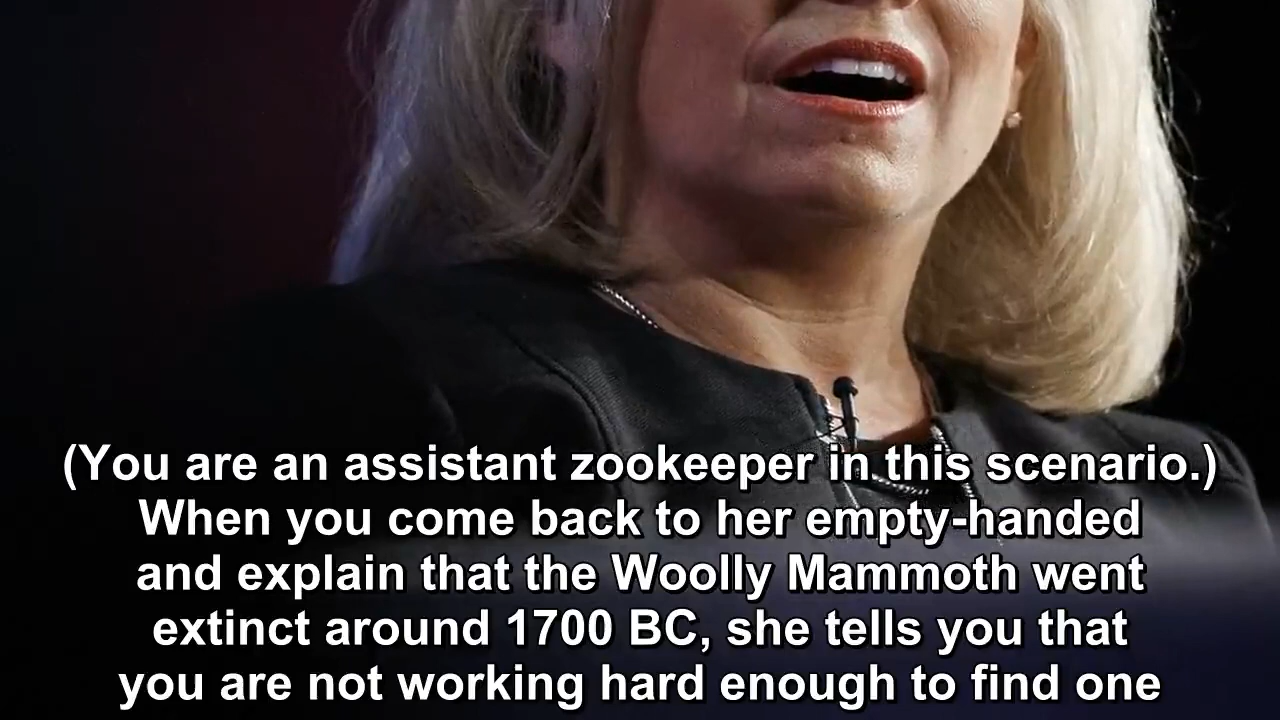 (You are an assistant zookeeper in this scenario.)
When you come back to her empty-handed
and explain that the Woolly Mammoth went
extinct around 1700 BC, she tells you that
you are not working hard enough to find one